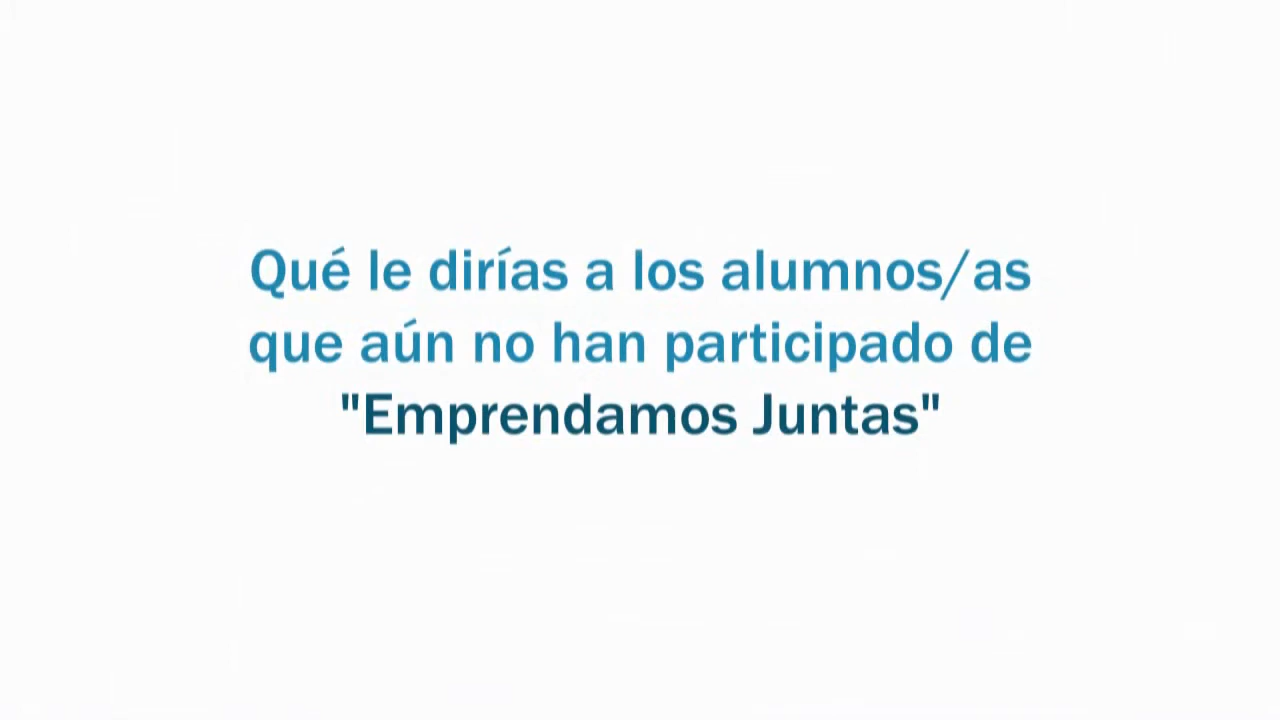 Qué le dirías a los alumnos/as
que aún no han participado de
"Emprendamos Juntas"